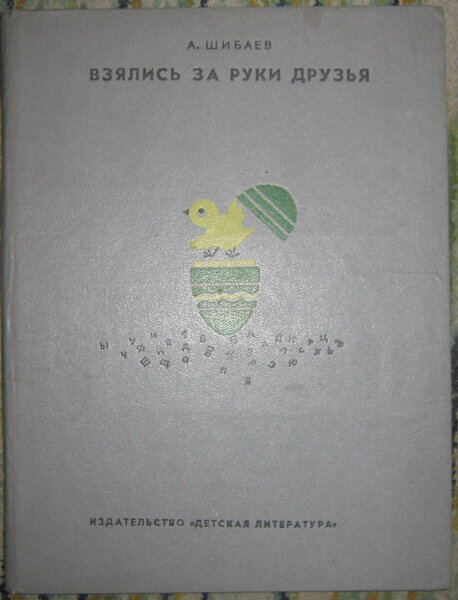 А. ШИБАЕВ
ВЗЯЛИСЬ ЗА РУКИ ДРУЗЬЯ
ИЗДАТЕЛЬСТВО «ДЕТСКАЯ ЛИТЕРАТУРА»